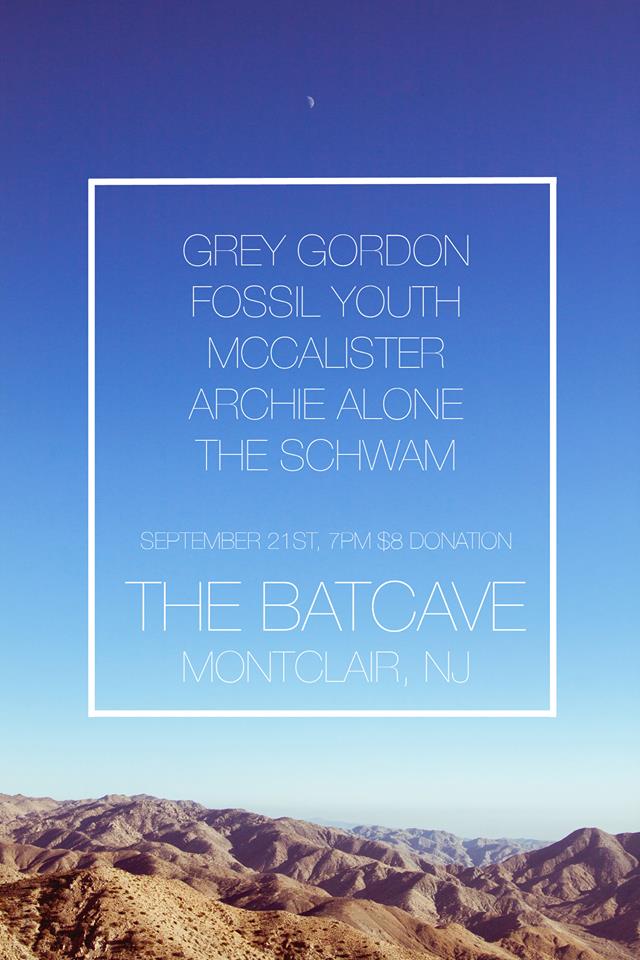 GREY GORDON
FOSSIL YOUTH
MCCALISTER
ARCHIE ALONE
THE SCHWAM
SEPTEMBER 21ST, 7PM $8 DONATION
THE BATCAVE
MONTCLAIR, NJ